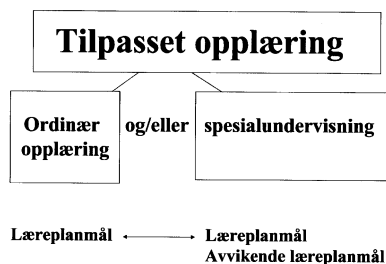 Tilpasset opplæring
Ordinær og/eller spesialundervisning
opplæring
Læreplanmål Læreplanmål
Avvikende læreplanmål